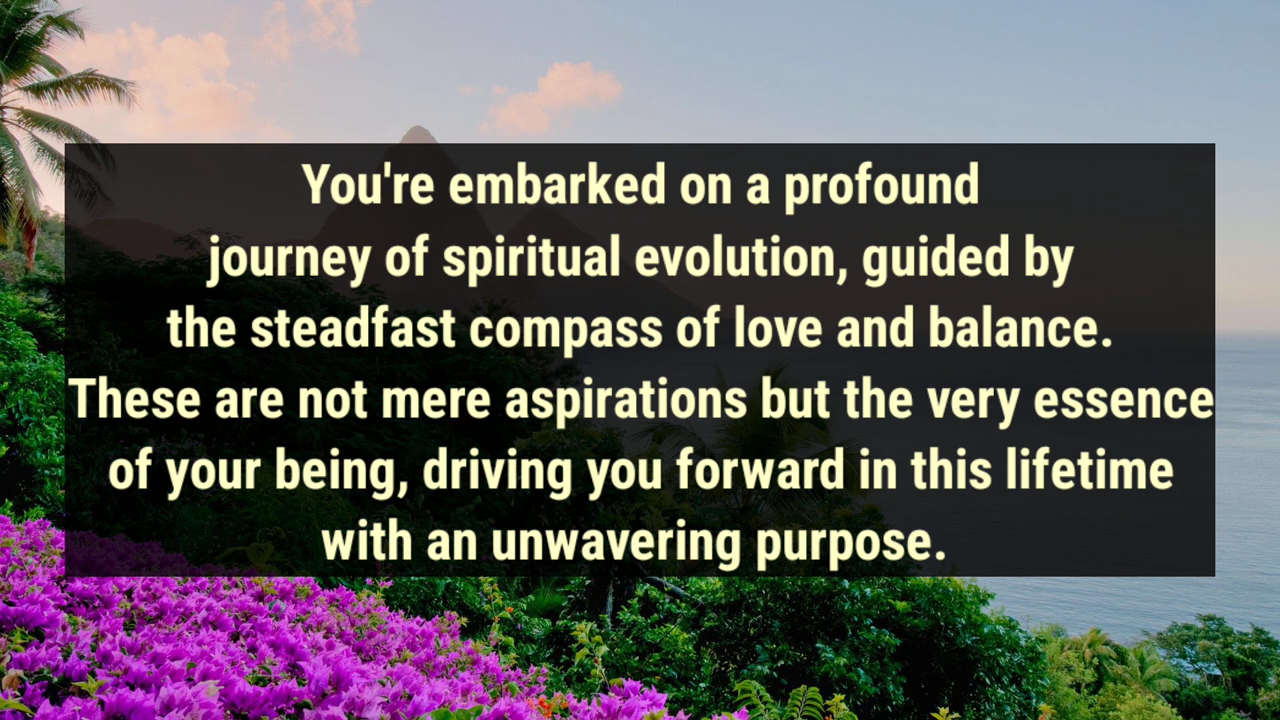 You're embarked on a profound
journey of spiritual evolution, guided by
the steadfast compass of love and balance.
These are not mere aspirations but the very essence
of your being, driving you forward in this lifetime
with an unwavering purpose.